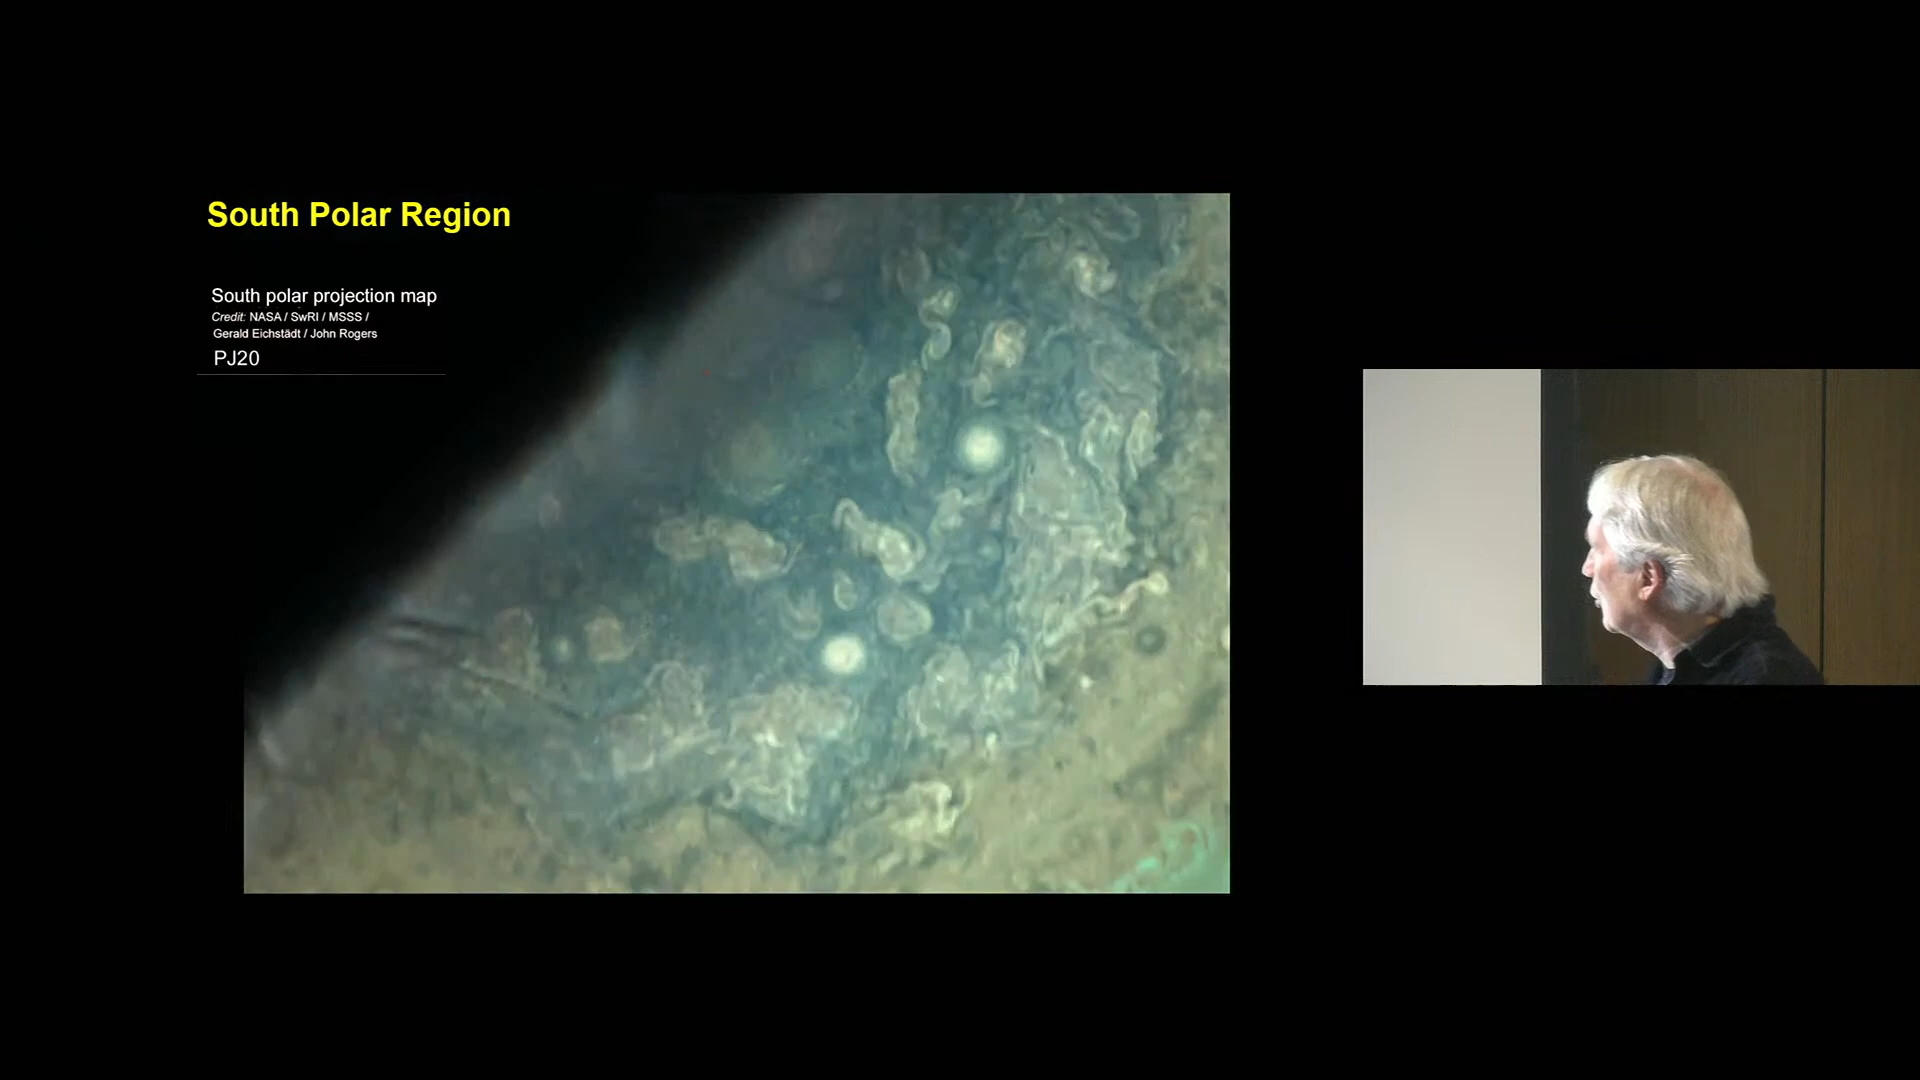 South Polar Region
South polar projection map
Credit: NASA / SwRI / MSSS /
Gerald Eichstädt / John Rogers
PJ20